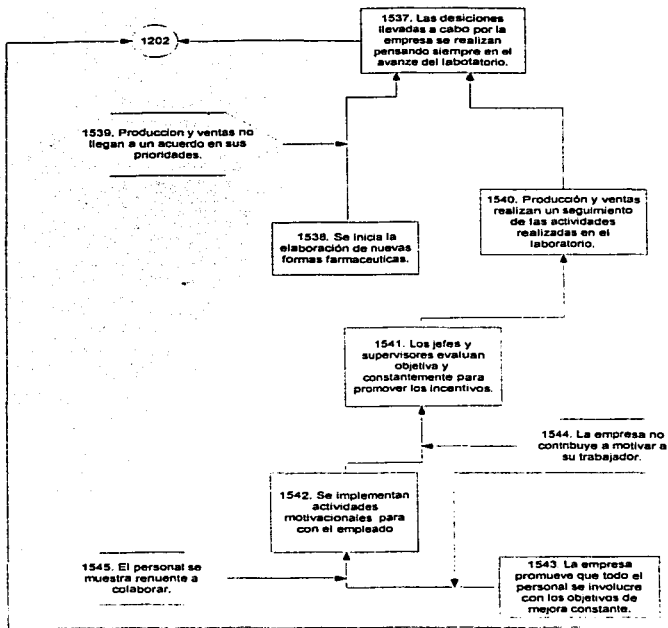 1202
1537. Las desiciones
llevadas a cabo por la
empresa se realizan
pensando siempre en el
avanze del labotatorio.
1539. Produccion y ventas no
llegan a un acuerdo en sus
prioridades.
1540. Producción y ventas
realizan un seguimiento
de las actividades
realizadas en el
laboratorio.
1538. Se inicia la
elaboración de nuevas
formas farmaceuticas.
1541. Los jefes y
supervisores evaluan
objetiva y
constantemente para
promover los incentivos.
1544. La empresa no
contribuye a motivar a
su trabajador.
1542. Se implementan
actividades
motivacionales para
con el empleado
1545. El personal se
muestra renuente a
colaborar.
1543. La empresa
promueve que todo el
personal se involucre
con los objetivos de
mejora constante.